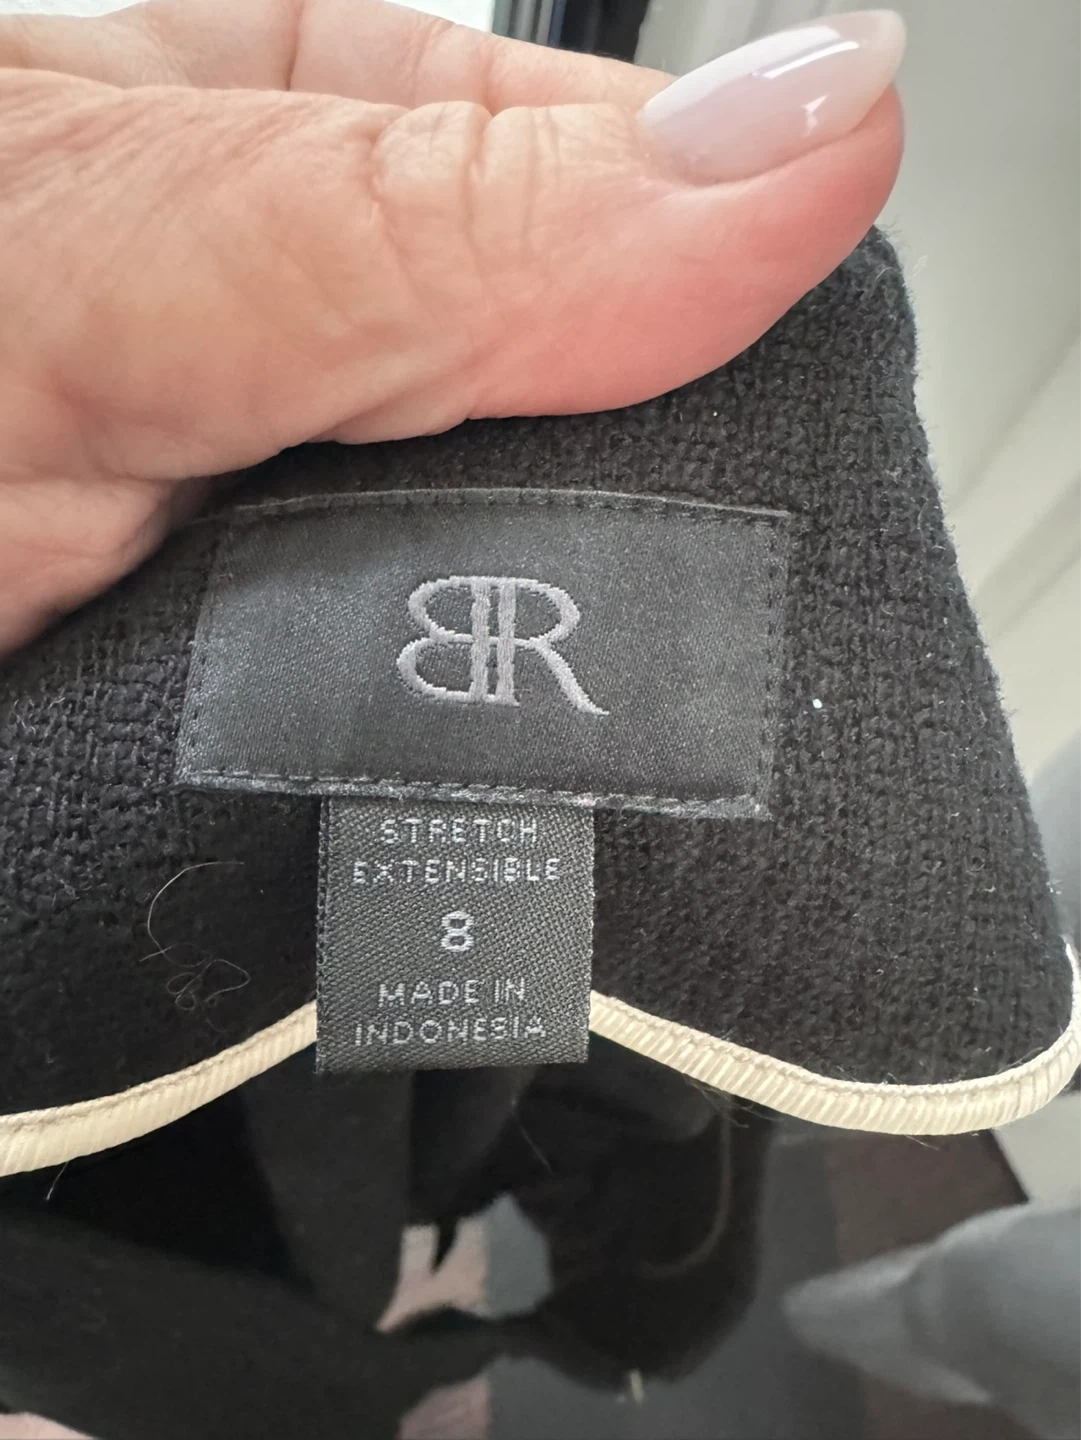 BR
STRETCH
EXTENSIBLE
8
MADE IN
INDONESIA